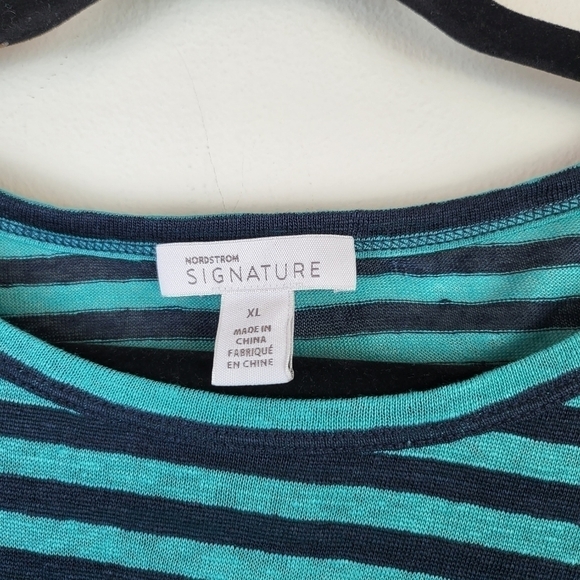 NORDSTROM
SIGNATURE
XL
MADE IN
CHINA
FABRIQUÉ
EN CHINE